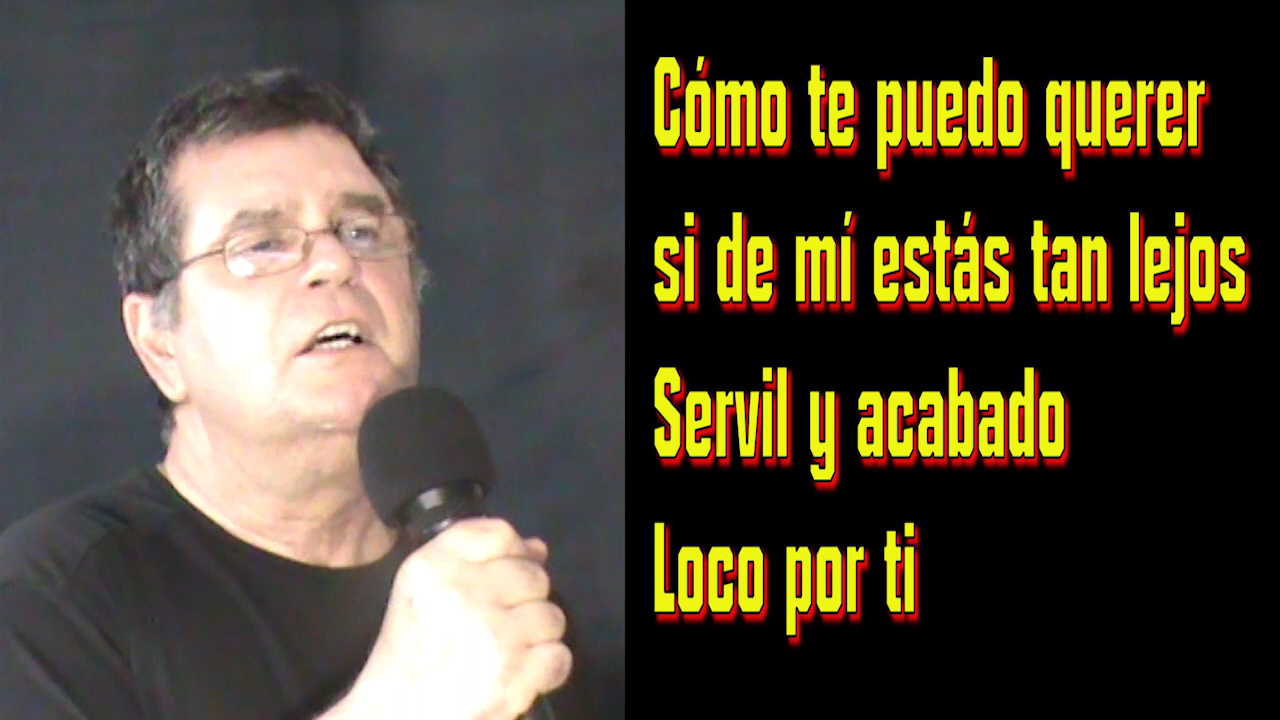 Cómo te puedo querer
si de mí estás tan lejos
Servil y acabado
Loco por ti